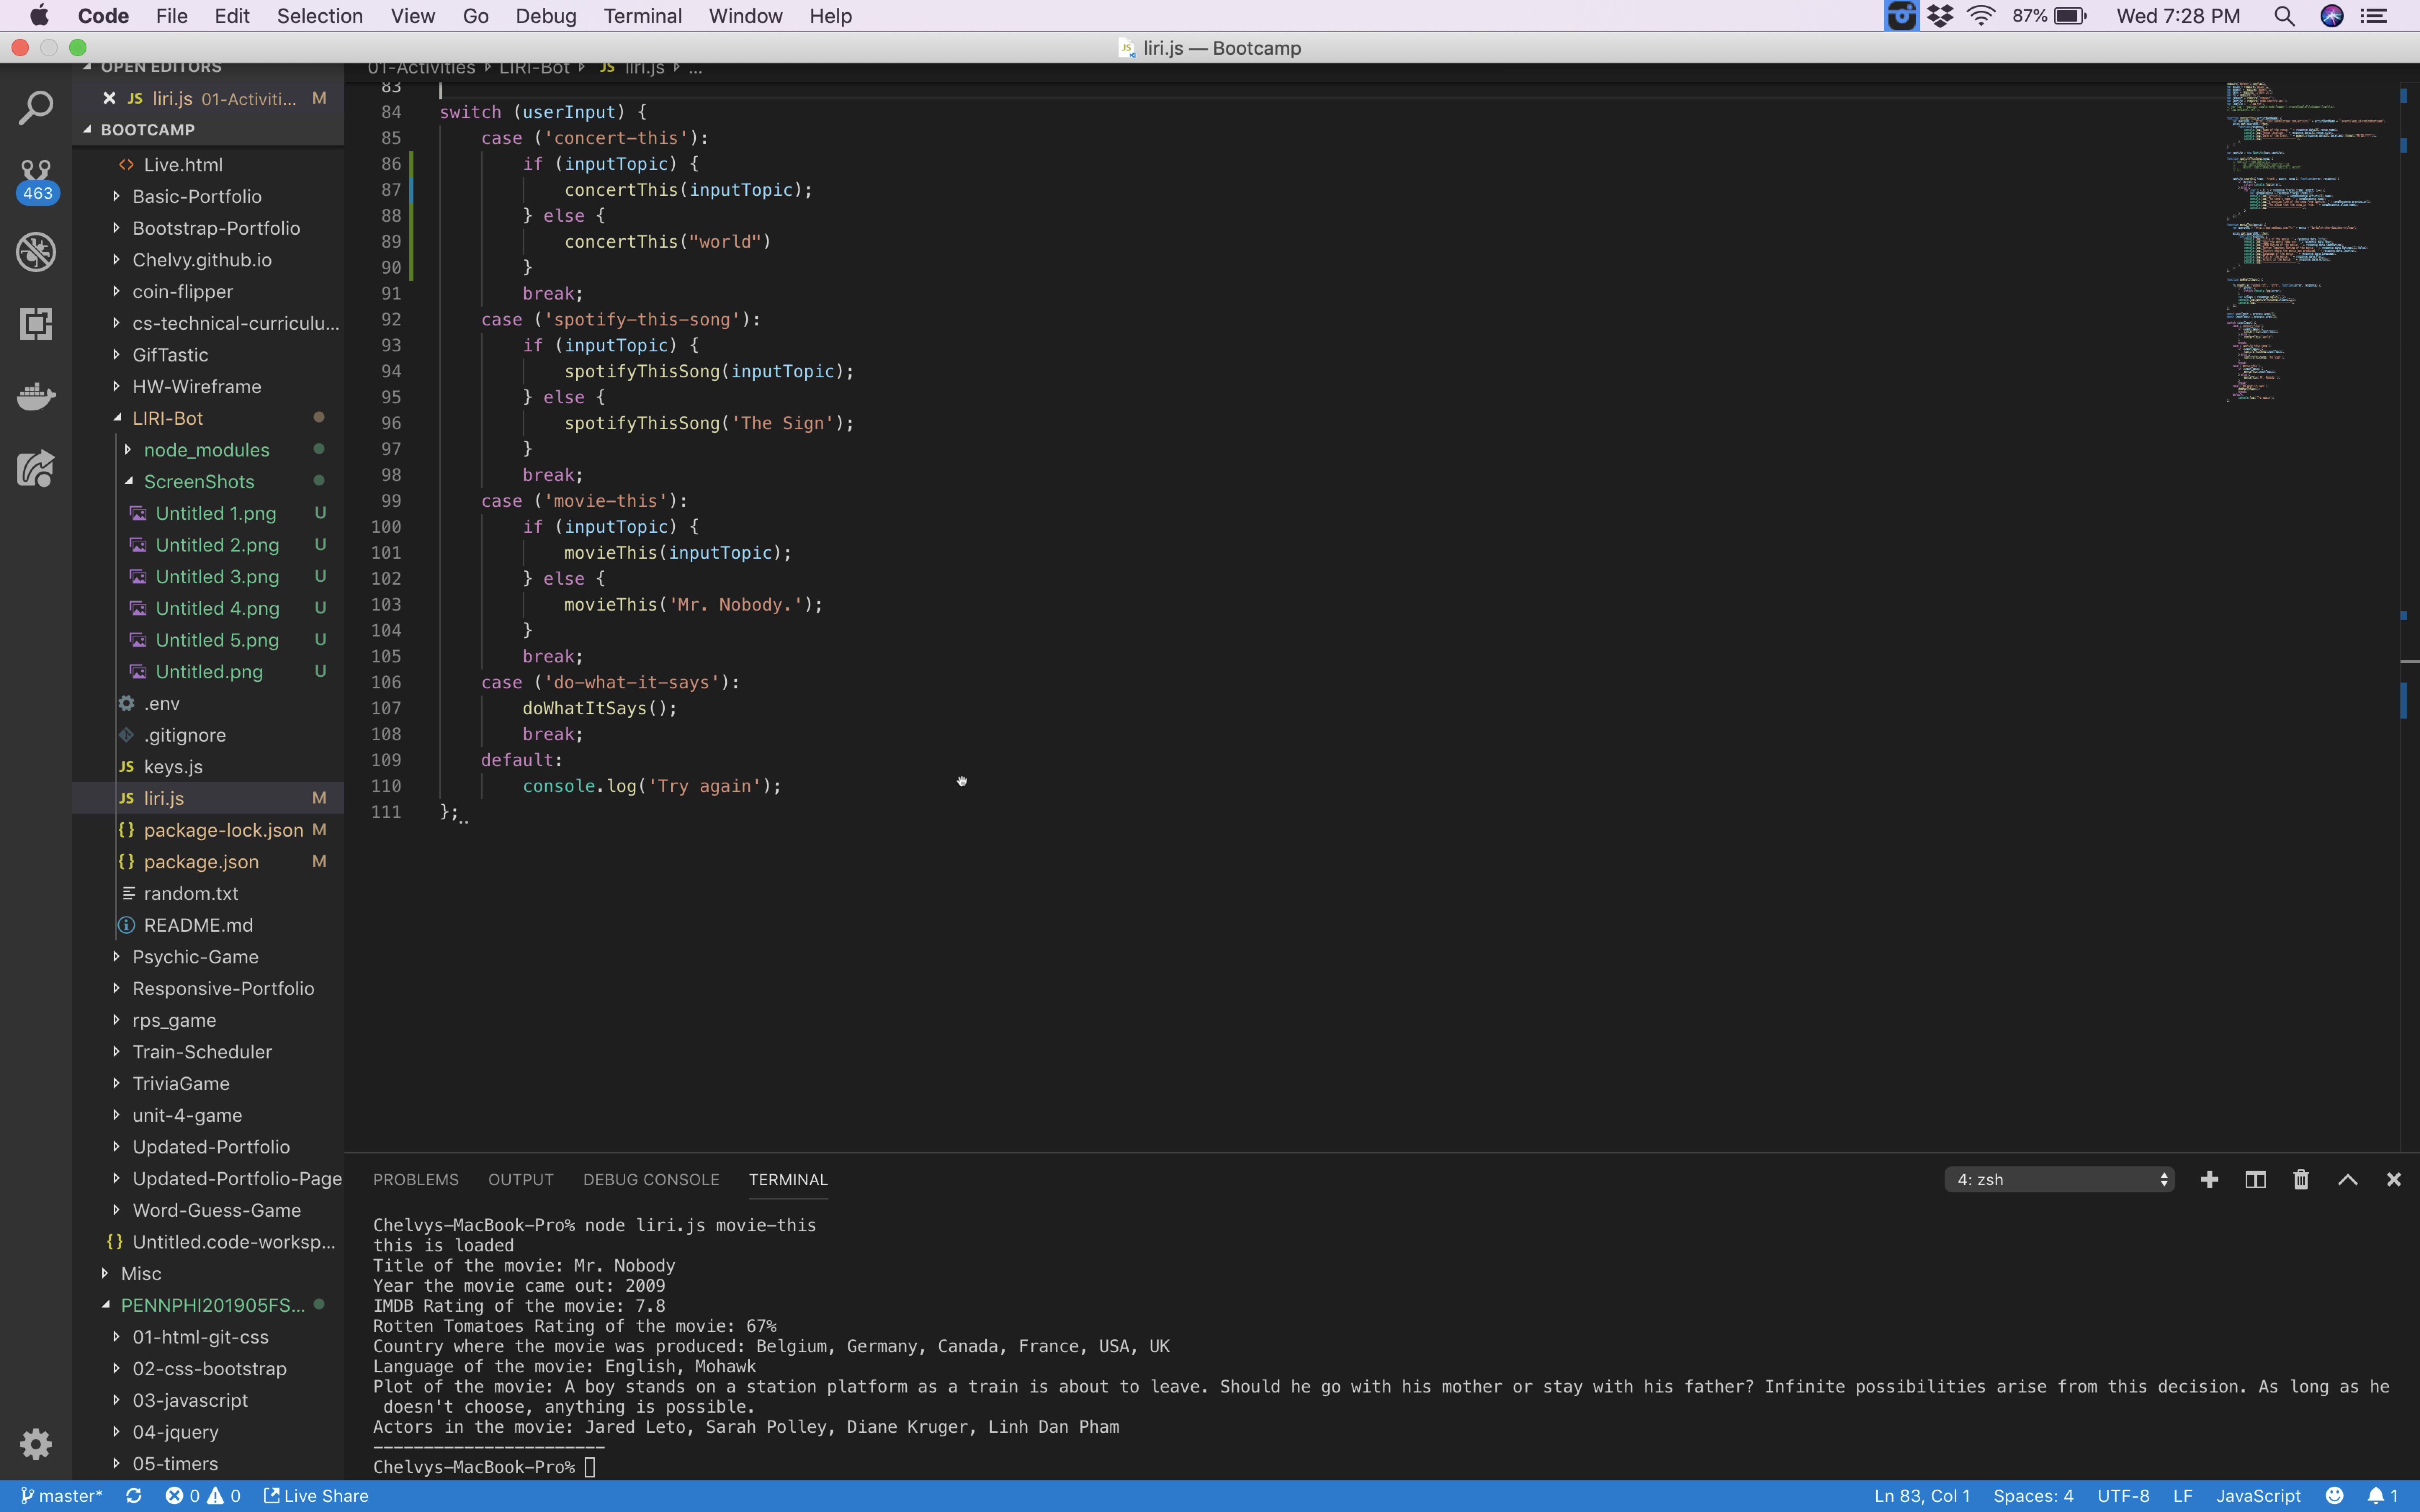 Code File Edit Selection View Go Debug Terminal Window Help 87% Wed 7:28 PM
liri.js — Bootcamp
OPEN EDITORS
JS liri.js 01-Activiti... M
BOOTCAMP
Live.html
Basic-Portfolio
Bootstrap-Portfolio
Chelvy.github.io
coin-flipper
cs-technical-curriculu...
GifTastic
HW-Wireframe
LIRI-Bot
node_modules
ScreenShots
Untitled 1.png U
Untitled 2.png U
Untitled 3.png U
Untitled 4.png U
Untitled 5.png U
Untitled.png U
.env
.gitignore
JS keys.js
JS liri.js M
{} package-lock.json M
{} package.json M
random.txt
README.md
Psychic-Game
Responsive-Portfolio
rps_game
Train-Scheduler
TriviaGame
unit-4-game
Updated-Portfolio
Updated-Portfolio-Page
Word-Guess-Game
{} Untitled.code-worksp...
Misc
PENNPHI201905FS...
01-html-git-css
02-css-bootstrap
03-javascript
04-jquery
05-timers
463
01-Activities LIRI-Bot JS liri.js ...
83
84 switch (userInput) {
85 case ('concert-this'):
86 if (inputTopic) {
87 concertThis(inputTopic);
88 } else {
89 concertThis("world")
90 }
91 break;
92 case ('spotify-this-song'):
93 if (inputTopic) {
94 spotifyThisSong(inputTopic);
95 } else {
96 spotifyThisSong('The Sign');
97 }
98 break;
99 case ('movie-this'):
100 if (inputTopic) {
101 movieThis(inputTopic);
102 } else {
103 movieThis('Mr. Nobody.');
104 }
105 break;
106 case ('do-what-it-says'):
107 doWhatItSays();
108 break;
109 default:
110 console.log('Try again');
111 };
PROBLEMS OUTPUT DEBUG CONSOLE TERMINAL 4: zsh
Chelvys-MacBook-Pro% node liri.js movie-this
this is loaded
Title of the movie: Mr. Nobody
Year the movie came out: 2009
IMDB Rating of the movie: 7.8
Rotten Tomatoes Rating of the movie: 67%
Country where the movie was produced: Belgium, Germany, Canada, France, USA, UK
Language of the movie: English, Mohawk
Plot of the movie: A boy stands on a station platform as a train is about to leave. Should he go with his mother or stay with his father? Infinite possibilities arise from this decision. As long as he
doesn't choose, anything is possible.
Actors in the movie: Jared Leto, Sarah Polley, Diane Kruger, Linh Dan Pham
-----------------------
Chelvys-MacBook-Pro%
master* 0 0 Live Share Ln 83, Col 1 Spaces: 4 UTF-8 LF JavaScript 1